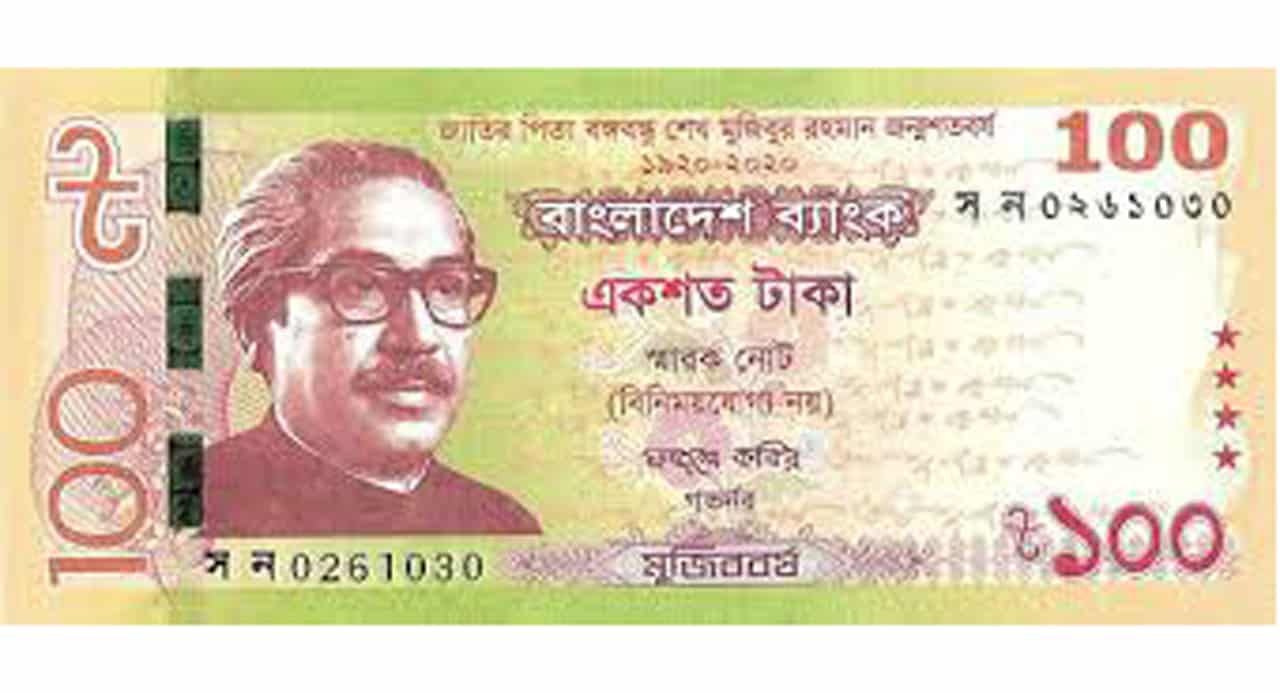 জাতির পিতা বঙ্গবন্ধু শেখ মুজিবুর রহমান জন্মশতবর্ষ
১৯২০-২০২০
100
বাংলাদেশ ব্যাংক
স ন ০২৬১০৩০
একশত টাকা
স্মারক নোট
(বিনিময়যোগ্য নয়)
ফজলে কবির
গভর্নর
৳
100
৳১০০
স ন 0261030
মুজিববর্ষ